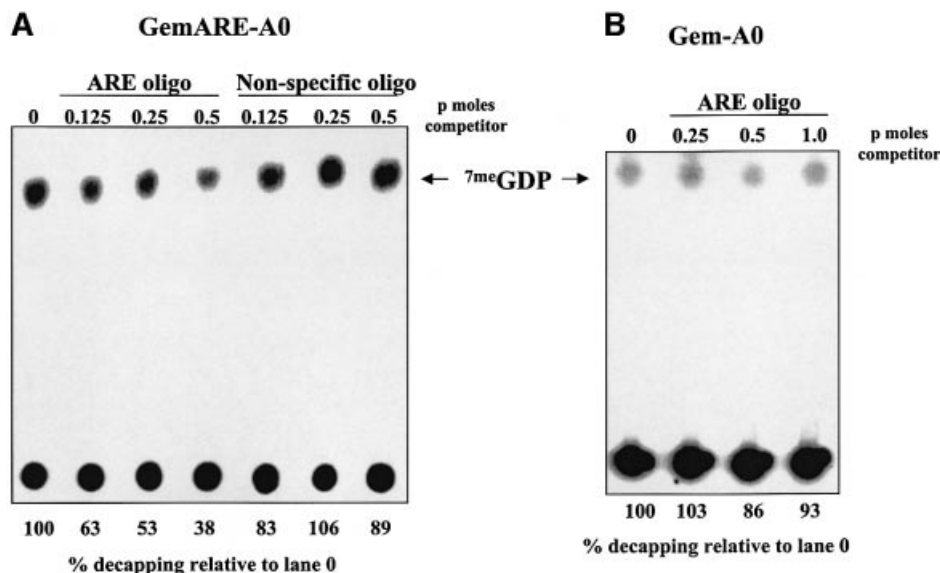 A
GemARE-A0
ARE oligo
Non-specific oligo
0 0.125 0.25 0.5 0.125 0.25 0.5
p moles
competitor
7meGDP
100 63 53 38 83 106 89
% decapping relative to lane 0
B
Gem-A0
ARE oligo
0 0.25 0.5 1.0
p moles
competitor
100 103 86 93
% decapping relative to lane 0